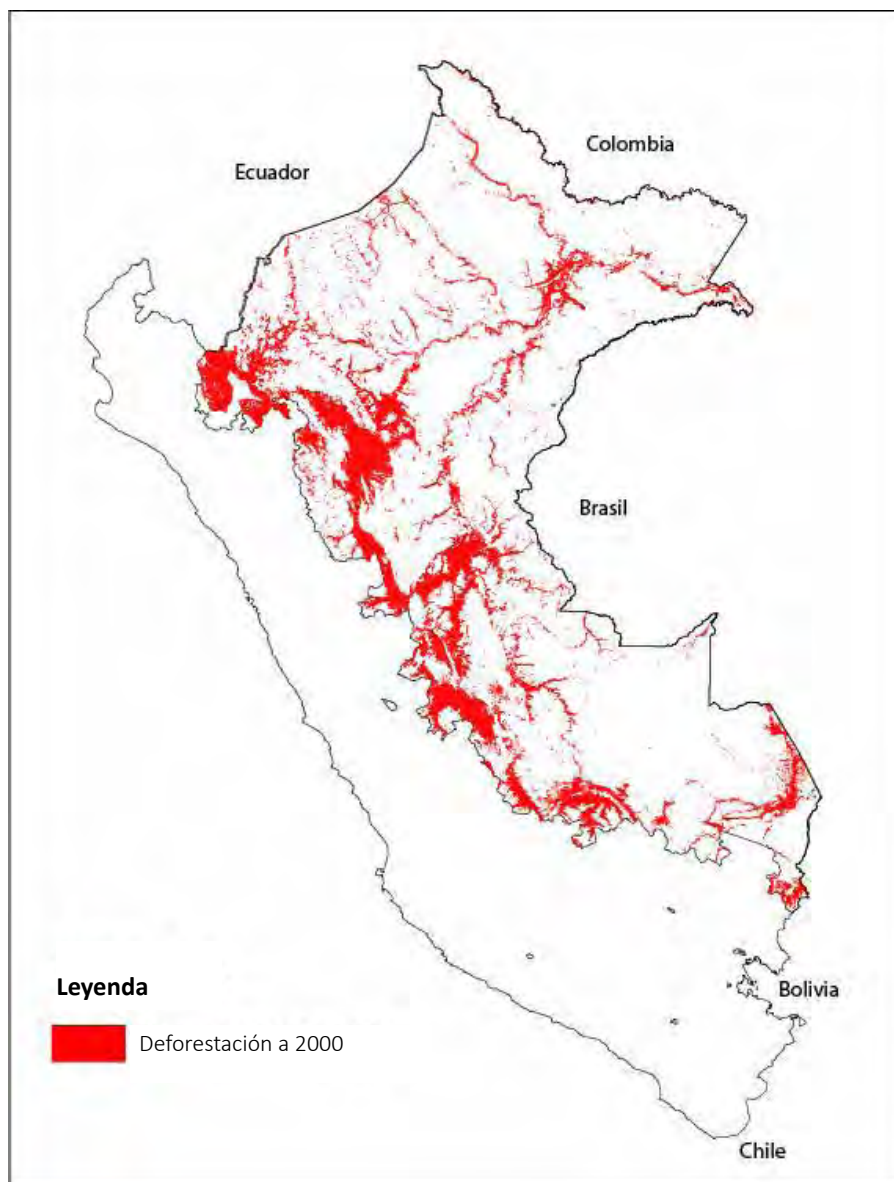 Colombia
Ecuador
Brasil
Leyenda
Bolivia
Deforestación a 2000
Chile